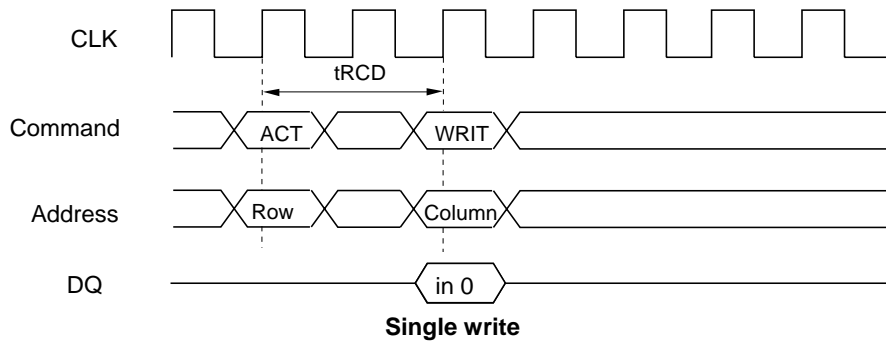 CLK
tRCD
Command ACT WRIT
Address Row Column
DQ in 0
Single write